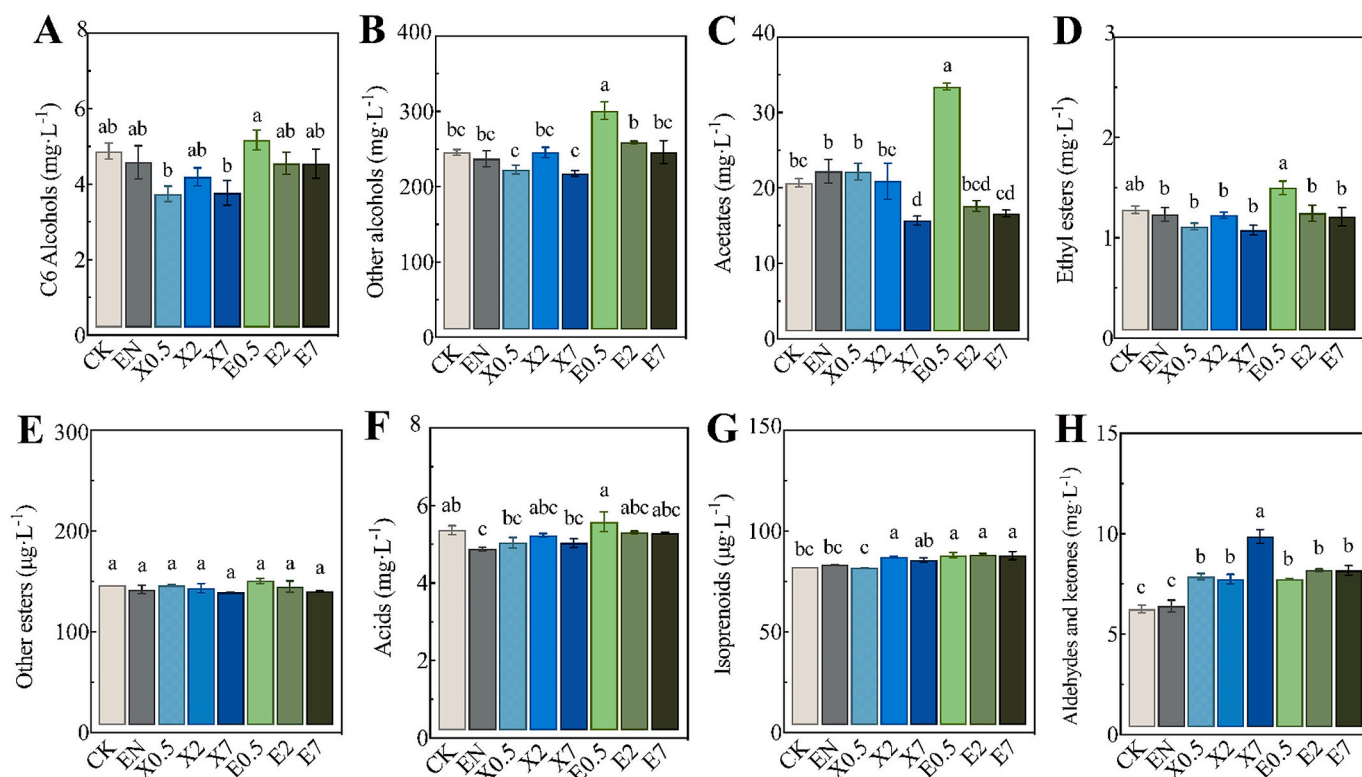 A
C6 Alcohols (mg·L⁻¹)
8
6
4
2
0
ab
ab
b
ab
b
a
ab
ab
CK
EN
X0.5
X2
X7
E0.5
E2
E7
B
Other alcohols (mg·L⁻¹)
400
300
200
100
0
bc
bc
c
bc
c
a
b
bc
CK
EN
X0.5
X2
X7
E0.5
E2
E7
C
Acetates (mg·L⁻¹)
40
30
20
10
0
bc
b
b
bc
d
a
bcd
cd
CK
EN
X0.5
X2
X7
E0.5
E2
E7
D
Ethyl esters (mg·L⁻¹)
3
2
1
0
ab
b
b
b
b
a
b
b
CK
EN
X0.5
X2
X7
E0.5
E2
E7
E
Other esters (μg·L⁻¹)
300
200
100
0
a
a
a
a
a
a
a
a
CK
EN
X0.5
X2
X7
E0.5
E2
E7
F
Acids (mg·L⁻¹)
8
6
4
2
0
ab
c
bc
abc
bc
a
abc
abc
CK
EN
X0.5
X2
X7
E0.5
E2
E7
G
Isoprenoids (μg·L⁻¹)
150
100
50
0
bc
bc
c
a
ab
a
a
a
CK
EN
X0.5
X2
X7
E0.5
E2
E7
H
Aldehydes and ketones (mg·L⁻¹)
15
10
5
0
c
c
b
b
a
b
b
b
CK
EN
X0.5
X2
X7
E0.5
E2
E7